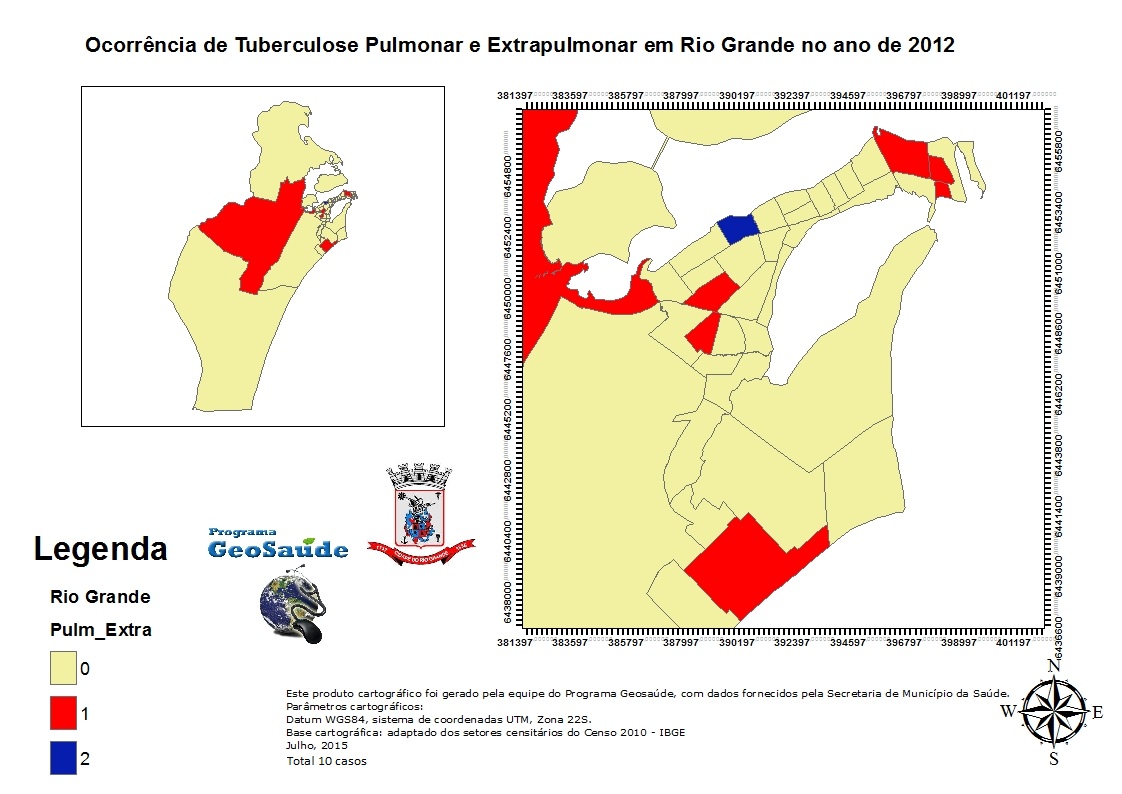 Ocorrência de Tuberculose Pulmonar e Extrapulmonar em Rio Grande no ano de 2012
381397 383597 385797 387997 390197 392397 394597 396797 398997 401197
6454800
6452400
6450000
6447600
6445200
6442800
6440400
6438000
6455800
6453400
6451000
6448600
6446200
6443800
6441400
6439000
6436600
381397 383597 385797 387997 390197 392397 394597 396797 398997 401197
Programa
GeoSaúde
1737 CIDADE DO RIO GRANDE
Legenda
Rio Grande
Pulm_Extra
0
1
2
Este produto cartográfico foi gerado pela equipe do Programa Geosaúde, com dados fornecidos pela Secretaria de Município da Saúde.
Parâmetros cartográficos:
Datum WGS84, sistema de coordenadas UTM, Zona 22S.
Base cartográfica: adaptado dos setores censitários do Censo 2010 - IBGE
Julho, 2015
Total 10 casos
N
W E
S